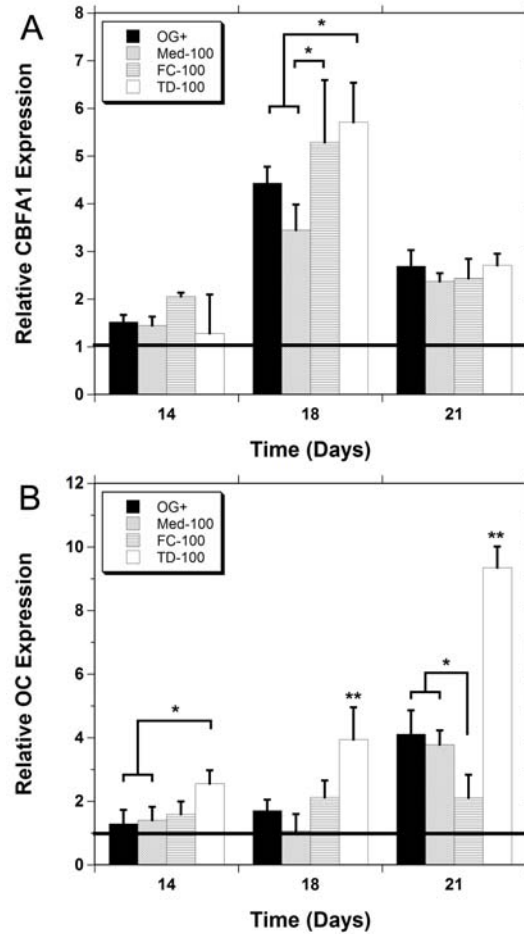 A
8
7
6
5
4
3
2
1
0
Relative CBFA1 Expression
OG+
Med-100
FC-100
TD-100
*
*
14 18 21
Time (Days)
B
12
10
8
6
4
2
0
Relative OC Expression
OG+
Med-100
FC-100
TD-100
*
**
*
**
14 18 21
Time (Days)